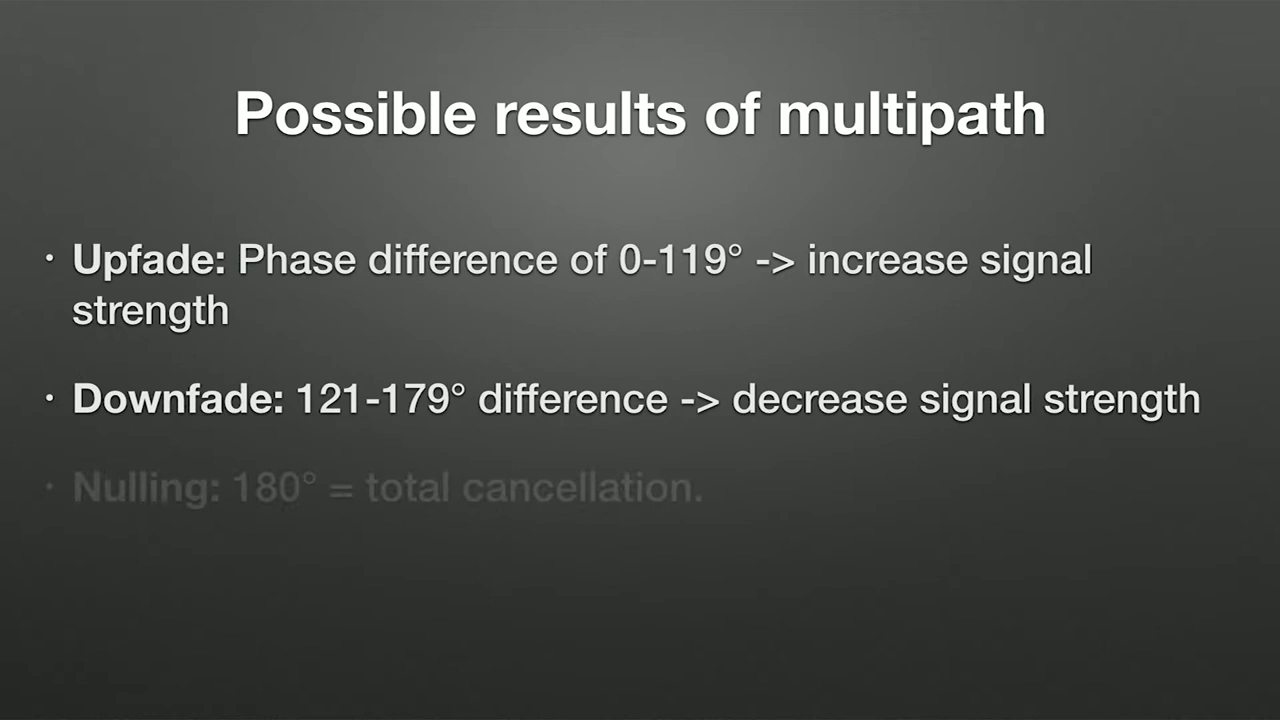 Possible results of multipath
• Upfade: Phase difference of 0-119° -> increase signal
strength
• Downfade: 121-179° difference -> decrease signal strength
• Nulling: 180° = total cancellation.